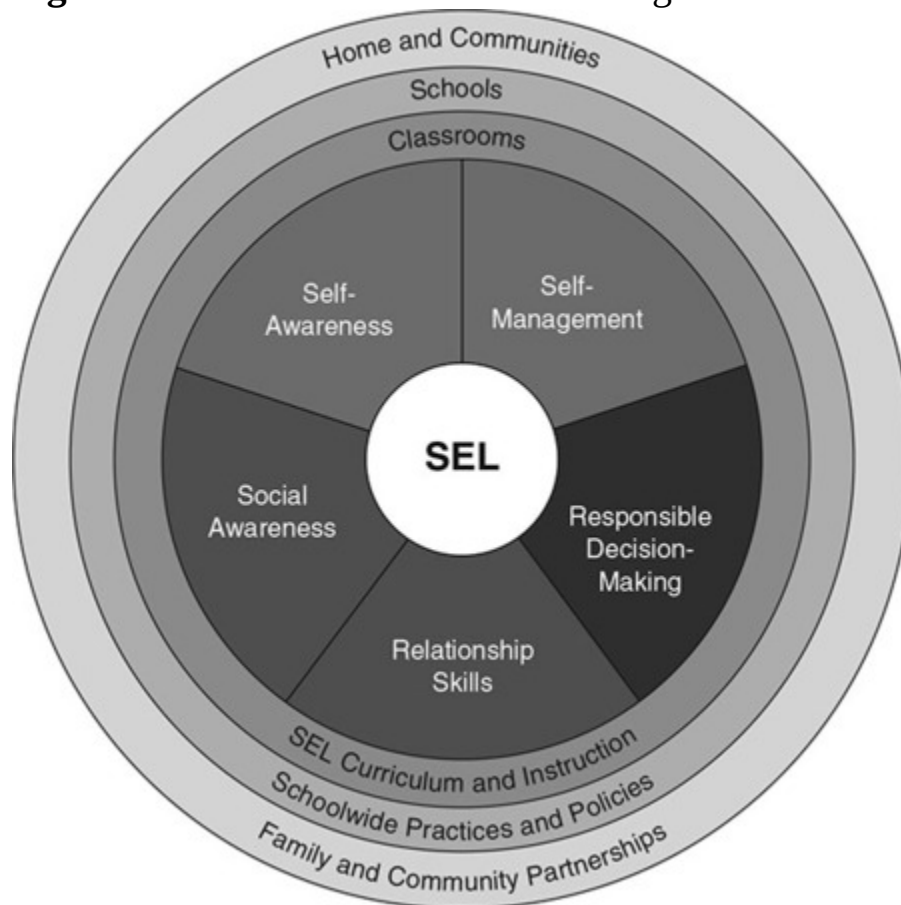 Home and Communities
Schools
Classrooms
Self-
Awareness
Self-
Management
SEL
Social
Awareness
Responsible
Decision-
Making
Relationship
Skills
SEL Curriculum and Instruction
Schoolwide Practices and Policies
Family and Community Partnerships